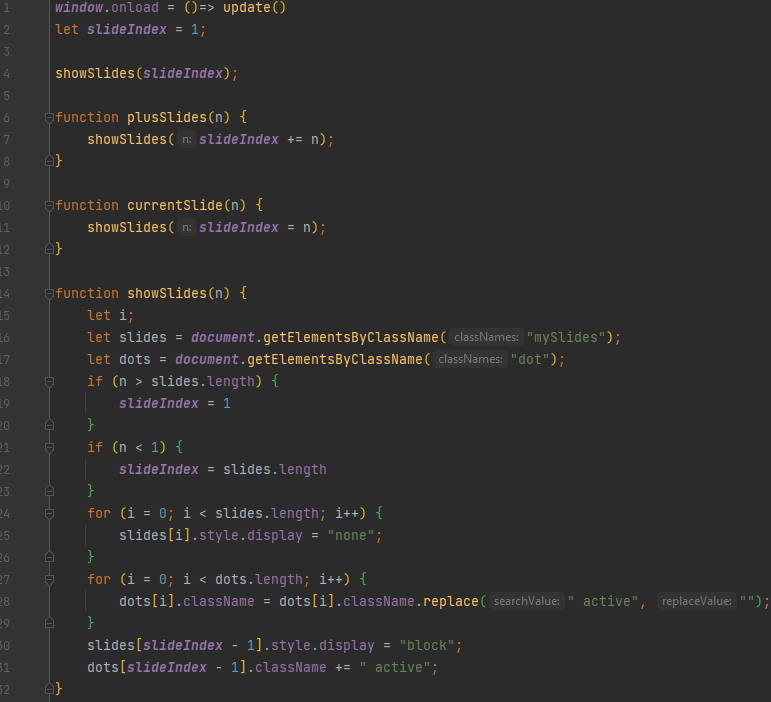 1 window.onload = ()=> update()
2 let slideIndex = 1;
3
4 showSlides(slideIndex);
5
6 function plusSlides(n) {
7     showSlides( n: slideIndex += n);
8 }
9
10 function currentSlide(n) {
11     showSlides( n: slideIndex = n);
12 }
13
14 function showSlides(n) {
15     let i;
16     let slides = document.getElementsByClassName( classNames: "mySlides");
17     let dots = document.getElementsByClassName( classNames: "dot");
18     if (n > slides.length) {
19         slideIndex = 1
20     }
21     if (n < 1) {
22         slideIndex = slides.length
23     }
24     for (i = 0; i < slides.length; i++) {
25         slides[i].style.display = "none";
26     }
27     for (i = 0; i < dots.length; i++) {
28         dots[i].className = dots[i].className.replace( searchValue: " active", replaceValue: "");
29     }
30     slides[slideIndex - 1].style.display = "block";
31     dots[slideIndex - 1].className += " active";
32 }